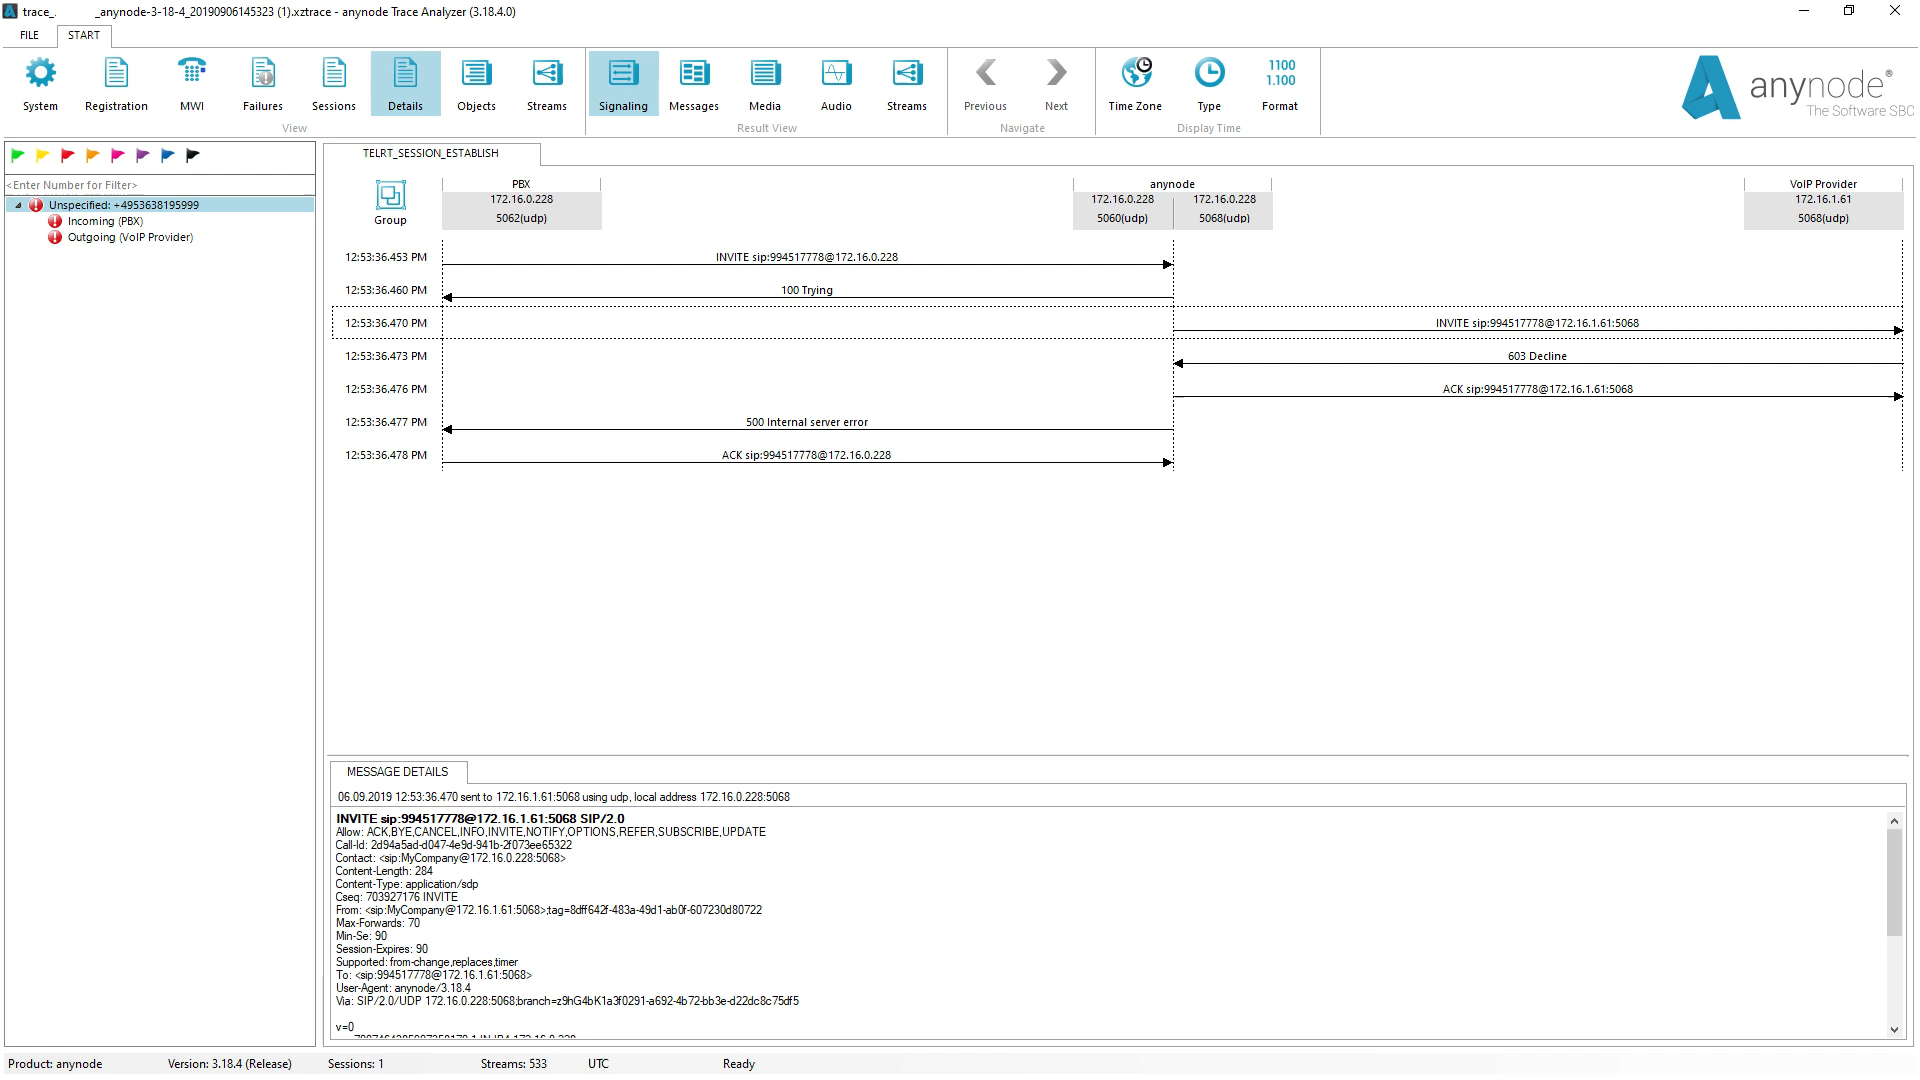 trace_. _anynode-3-18-4_20190906145323 (1).xztrace - anynode Trace Analyzer (3.18.4.0)
FILE START
System Registration MWI Failures Sessions Details Objects Streams Signaling Messages Media Audio Streams Previous Next Time Zone Type Format
1100
1.100
View Result View Navigate Display Time
anynode®
The Software SBC
<Enter Number for Filter>
Unspecified: +4953638195999
Incoming (PBX)
Outgoing (VoIP Provider)
TELRT_SESSION_ESTABLISH
Group
PBX anynode VoIP Provider
172.16.0.228 172.16.0.228 172.16.0.228 172.16.1.61
5062(udp) 5060(udp) 5068(udp) 5068(udp)
12:53:36.453 PM INVITE sip:994517778@172.16.0.228
12:53:36.460 PM 100 Trying
12:53:36.470 PM INVITE sip:994517778@172.16.1.61:5068
12:53:36.473 PM 603 Decline
12:53:36.476 PM ACK sip:994517778@172.16.1.61:5068
12:53:36.477 PM 500 Internal server error
12:53:36.478 PM ACK sip:994517778@172.16.0.228
MESSAGE DETAILS
06.09.2019 12:53:36.470 sent to 172.16.1.61:5068 using udp, local address 172.16.0.228:5068
INVITE sip:994517778@172.16.1.61:5068 SIP/2.0
Allow: ACK,BYE,CANCEL,INFO,INVITE,NOTIFY,OPTIONS,REFER,SUBSCRIBE,UPDATE
Call-Id: 2d94a5ad-d047-4e9d-941b-2f073ee65322
Contact: <sip:MyCompany@172.16.0.228:5068>
Content-Length: 284
Content-Type: application/sdp
Cseq: 703927176 INVITE
From: <sip:MyCompany@172.16.1.61:5068>;tag=8dff642f-483a-49d1-ab0f-607230d80722
Max-Forwards: 70
Min-Se: 90
Session-Expires: 90
Supported: from-change,replaces,timer
To: <sip:994517778@172.16.1.61:5068>
User-Agent: anynode/3.18.4
Via: SIP/2.0/UDP 172.16.0.228:5068;branch=z9hG4bK1a3f0291-a692-4b72-bb3e-d22dc8c75df5
v=0
Product: anynode Version: 3.18.4 (Release) Sessions: 1 Streams: 533 UTC Ready